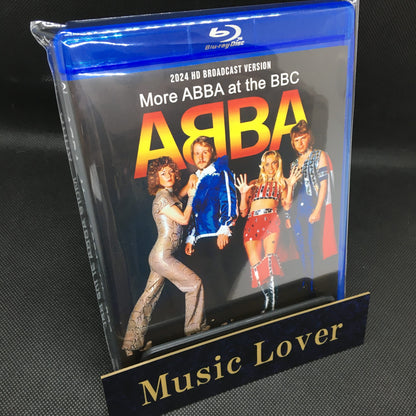 Blu-ray Disc
2024 HD BROADCAST VERSION
More ABBA at the BBC
ABBA
Music Lover